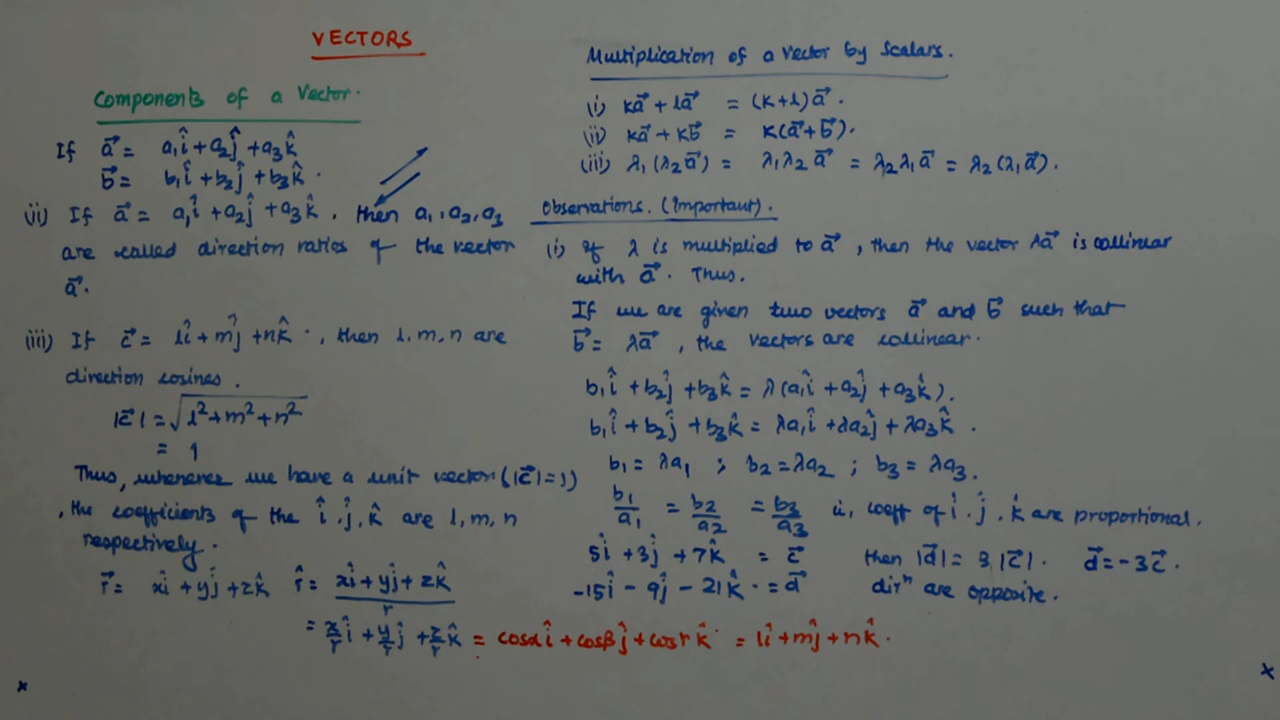 VECTORS
Components of a Vector.
If a⃗ = a₁î + a₂ĵ + a₃k̂
b⃗ = b₁î + b₂ĵ + b₃k̂ .
(ii) If a⃗ = a₁î + a₂ĵ + a₃k̂ , then a₁, a₂, a₃
are called direction ratios of the vector
a⃗.
(iii) If c⃗ = lî + mĵ + nk̂ , then l, m, n are
direction cosines.
|c⃗| = √l²+m²+n²
= 1
Thus, whenever we have a unit vector (|c⃗|=1)
, the coefficients of the î, ĵ, k̂ are l, m, n
respectively.
r⃗ = xî + yĵ + zk̂ r̂ = (xî + yĵ + zk̂)/r
= x/r î + y/r ĵ + z/r k̂ = cosα î + cosβ ĵ + cosr k̂ = lî + mĵ + nk̂ .
Multiplication of a Vector by Scalars.
(i) ka⃗ + la⃗ = (k+l)a⃗ .
(ii) ka⃗ + kb⃗ = k(a⃗+b⃗).
(iii) λ₁(λ₂a⃗) = λ₁λ₂a⃗ = λ₂λ₁a⃗ = λ₂(λ₁a⃗).
Observations. (Important).
(i) If λ is multiplied to a⃗ , then the vector λa⃗ is collinear
with a⃗. Thus.
If we are given two vectors a⃗ and b⃗ such that
b⃗ = λa⃗ , the vectors are collinear.
b₁î + b₂ĵ + b₃k̂ = λ(a₁î + a₂ĵ + a₃k̂).
b₁î + b₂ĵ + b₃k̂ = λa₁î + λa₂ĵ + λa₃k̂ .
b₁ = λa₁ ; b₂ = λa₂ ; b₃ = λa₃.
b₁/a₁ = b₂/a₂ = b₃/a₃ ie, coeff of î, ĵ, k̂ are proportional.
5î + 3ĵ + 7k̂ = c⃗ then |d⃗| = 3|c⃗|. d⃗ = -3c⃗.
-15î - 9ĵ - 21k̂ = d⃗ dirⁿ are opposite.